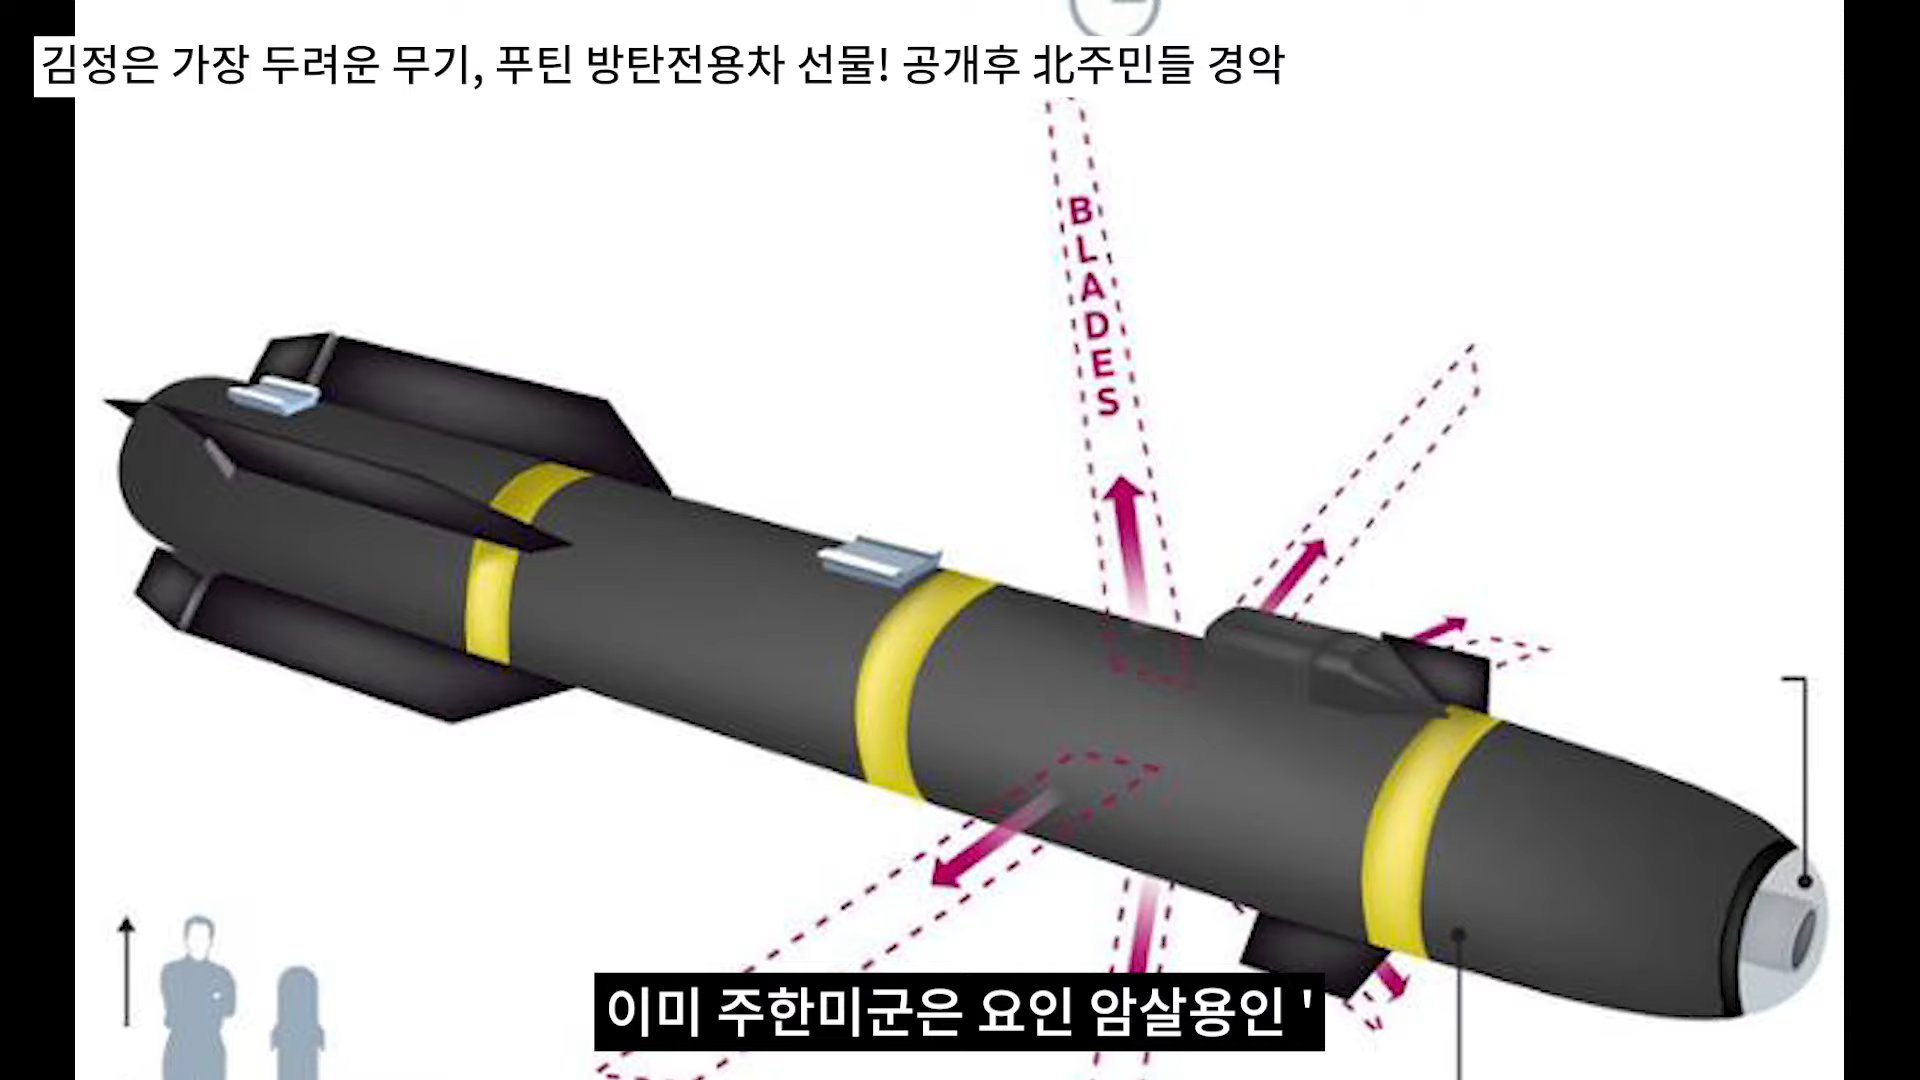 김정은 가장 두려운 무기, 푸틴 방탄전용차 선물! 공개후 北주민들 경악
BLADES
이미 주한미군은 요인 암살용인 '